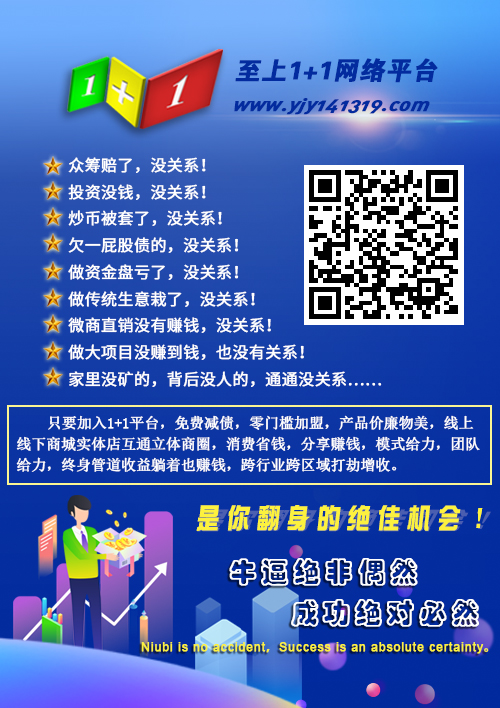 1+1
至上1+1网络平台
www.yjy141319.com
众筹赔了，没关系！
投资没钱，没关系！
炒币被套了，没关系！
欠一屁股债的，没关系！
做资金盘亏了，没关系！
做传统生意栽了，没关系！
微商直销没有赚钱，没关系！
做大项目没赚到钱，也没有关系！
家里没矿的，背后没人的，通通没关系......
只要加入1+1平台，免费减债，零门槛加盟，产品价廉物美，线上
线下商城实体店互通立体商圈，消费省钱，分享赚钱，模式给力，团队
给力，终身管道收益躺着也赚钱，跨行业跨区域打劫增收。
是你翻身的绝佳机会！
牛逼绝非偶然
成功绝对必然
Niubi is no accident，Success is an absolute certainty。